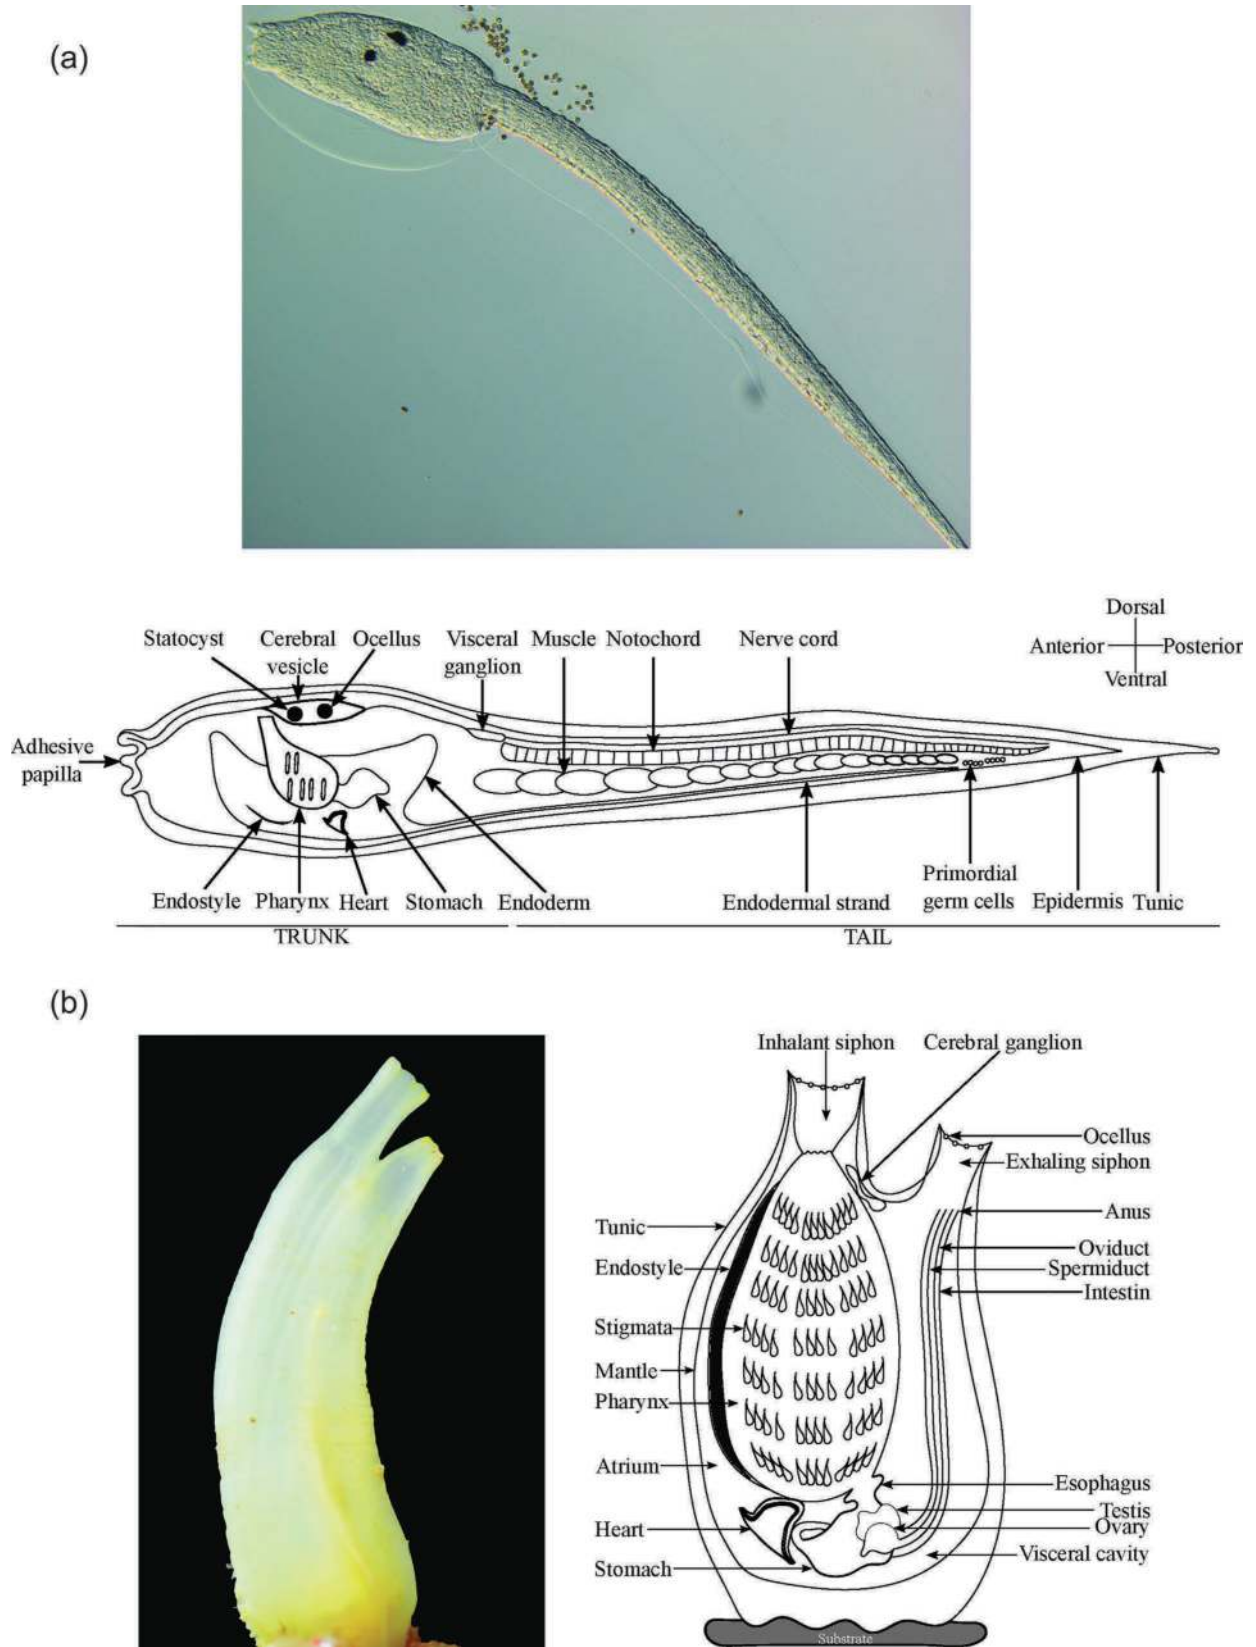 (a)
Dorsal
Anterior Posterior
Ventral
Statocyst Cerebral Ocellus Visceral Muscle Notochord Nerve cord
vesicle ganglion
Adhesive
papilla
Endostyle Pharynx Heart Stomach Endoderm Endodermal strand Primordial Epidermis Tunic
germ cells
TRUNK TAIL
(b)
Inhalant siphon Cerebral ganglion
Ocellus
Exhaling siphon
Tunic Anus
Endostyle Oviduct
Spermiduct
Intestin
Stigmata
Mantle
Pharynx
Atrium Esophagus
Heart Testis
Ovary
Stomach Visceral cavity
Substrate